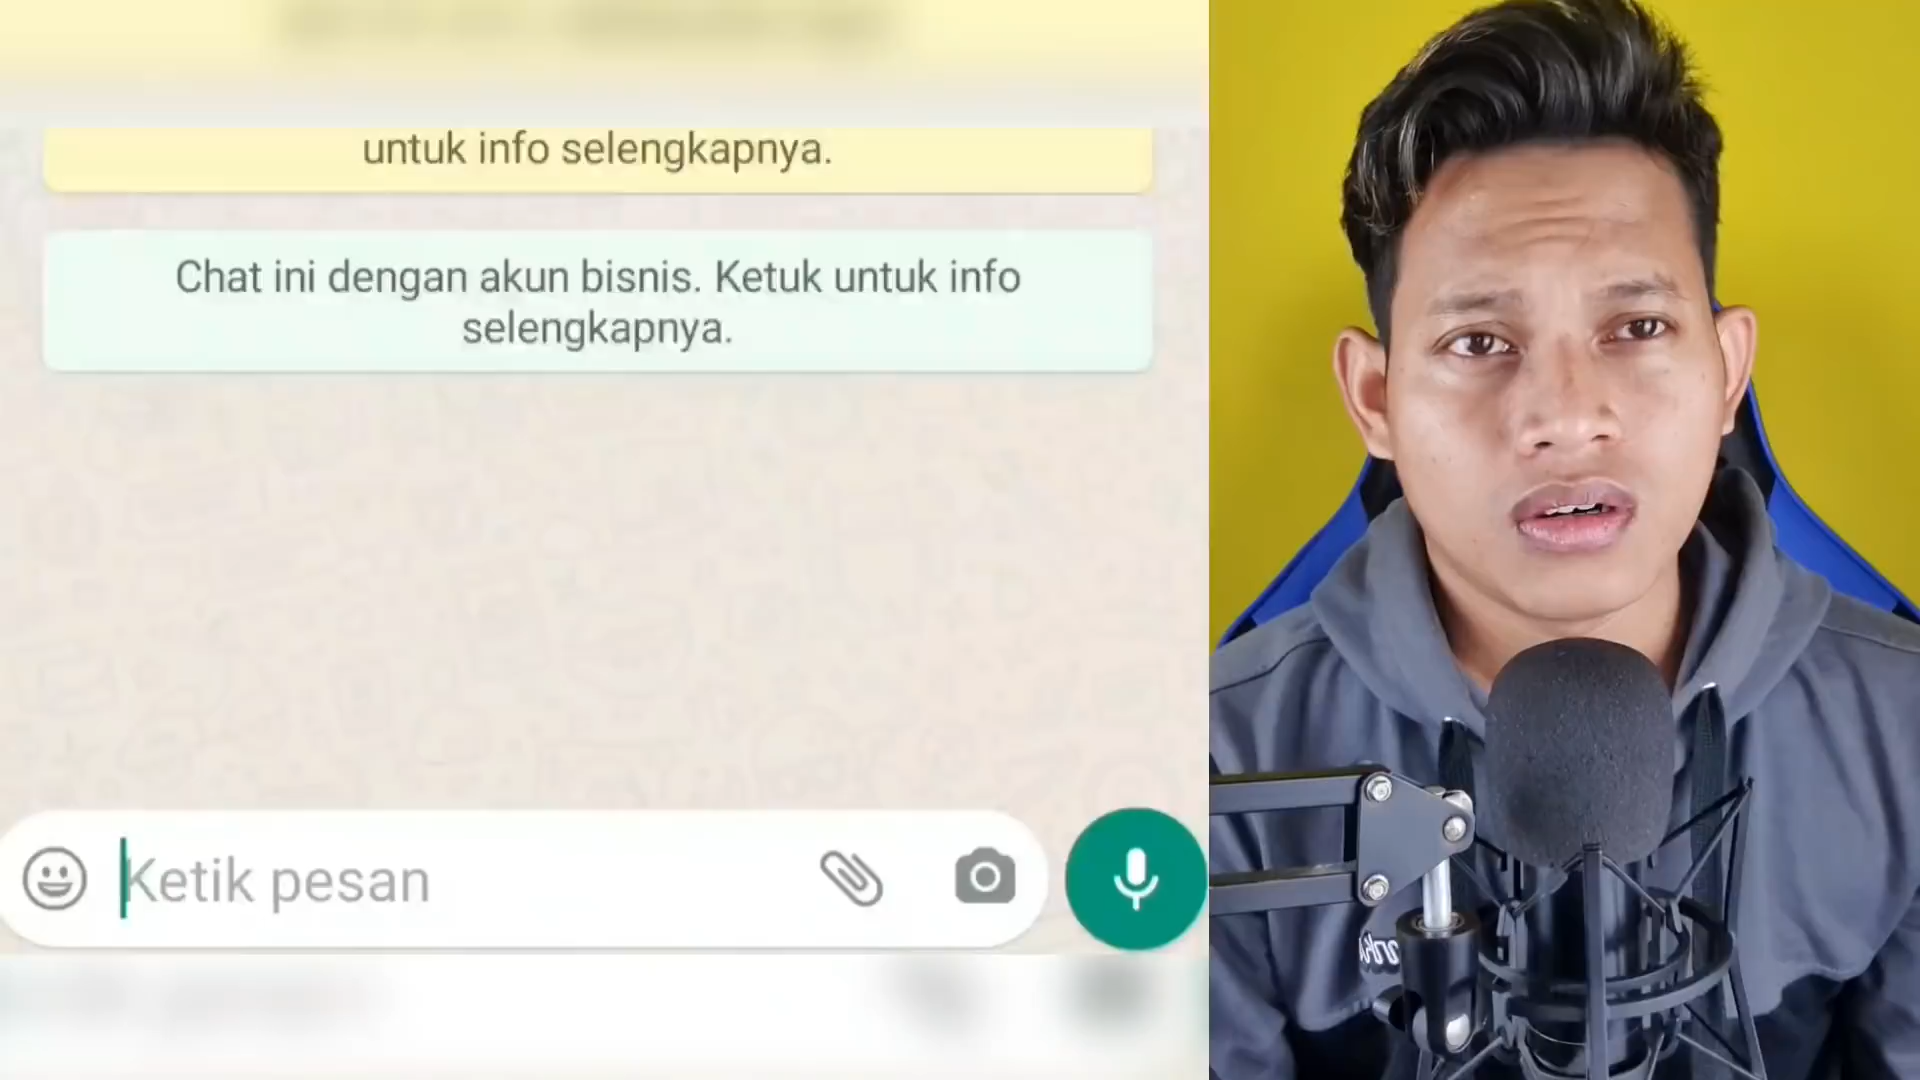 untuk info selengkapnya.
Chat ini dengan akun bisnis. Ketuk untuk info
selengkapnya.
Ketik pesan